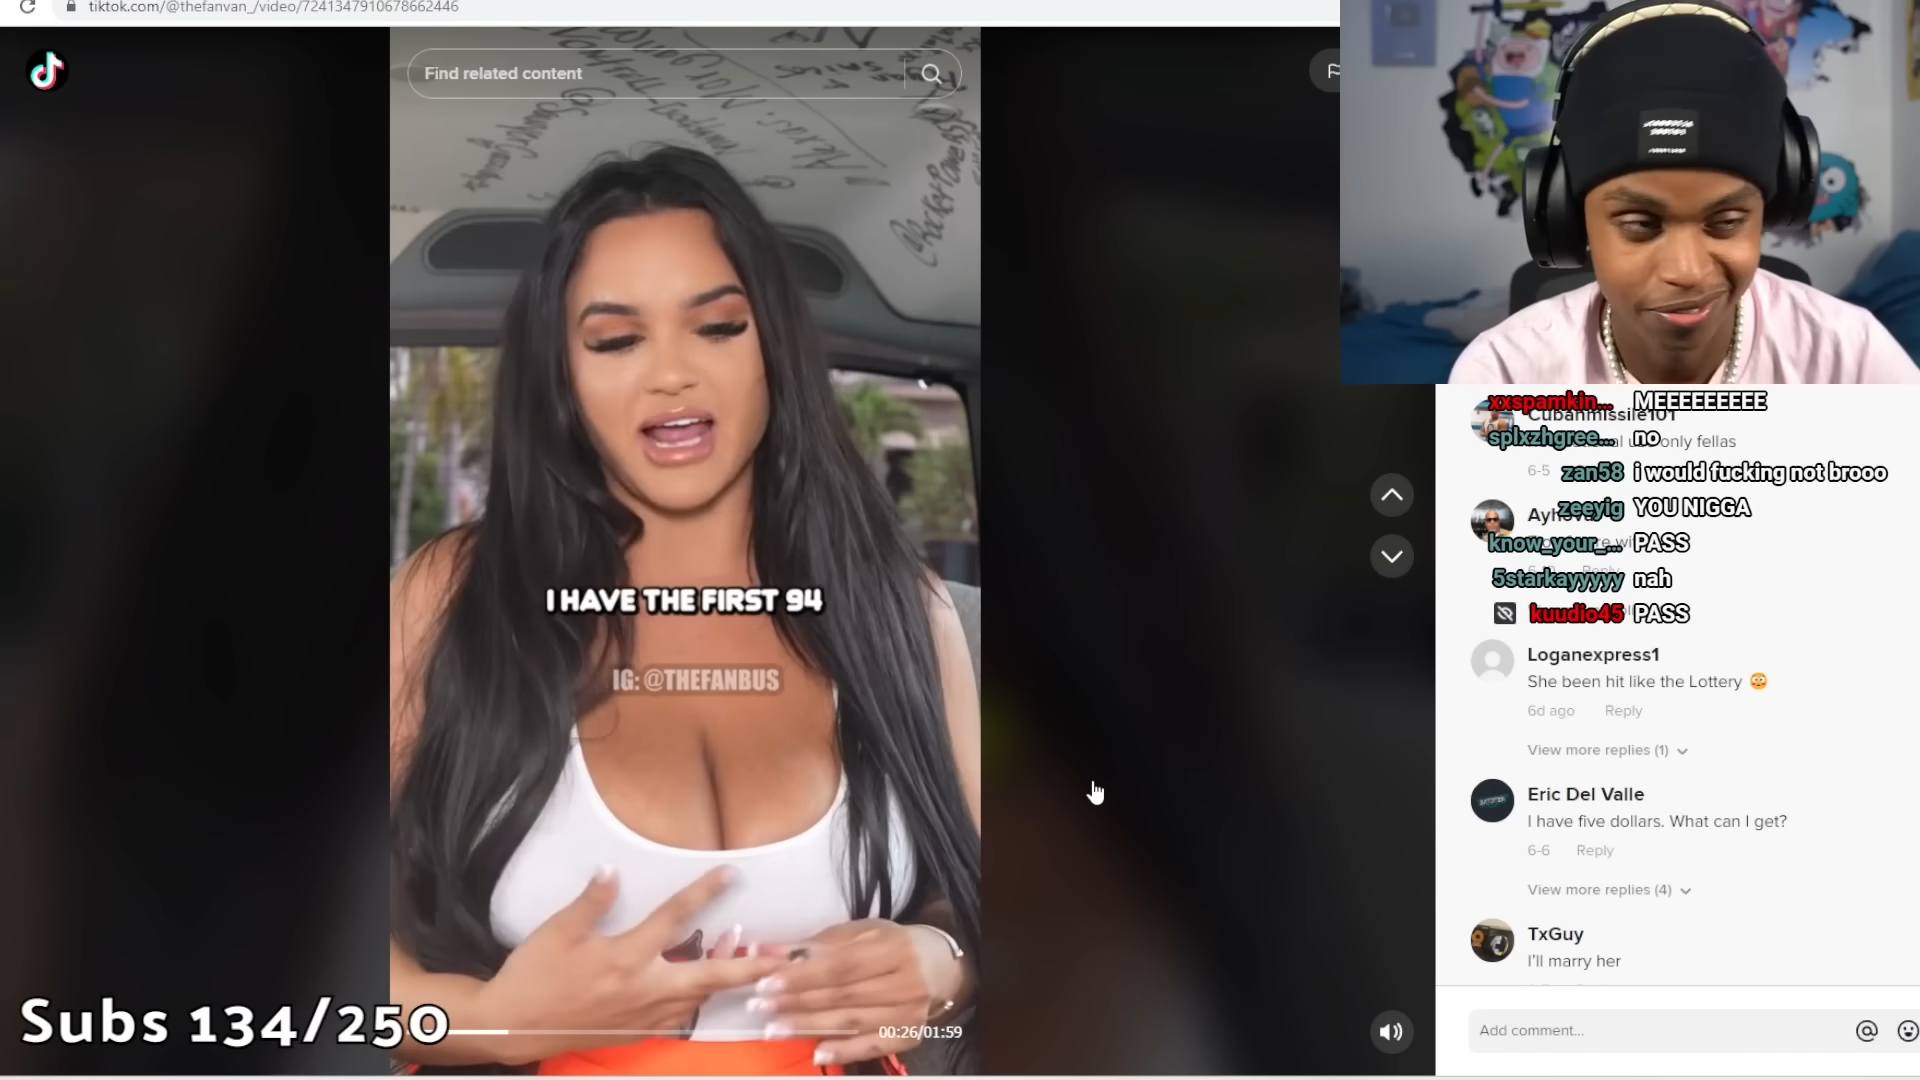 tiktok.com/@thefanvan_/video/7241347910678662446
Find related content
I HAVE THE FIRST 94
IG: @THEFANBUS
00:26/01:59
Subs 134/250
xxspamkin... MEEEEEEEEE
Cubanmissile101
splxzhgree... no
only fellas
6-5
zan58 i would fucking not brooo
zeeyig YOU NIGGA
know_your_... PASS
Reply
5starkayyyyy nah
kuudio45 PASS
Loganexpress1
She been hit like the Lottery 😳
6d ago Reply
View more replies (1)
Eric Del Valle
I have five dollars. What can I get?
6-6 Reply
View more replies (4)
TxGuy
I'll marry her
Add comment...